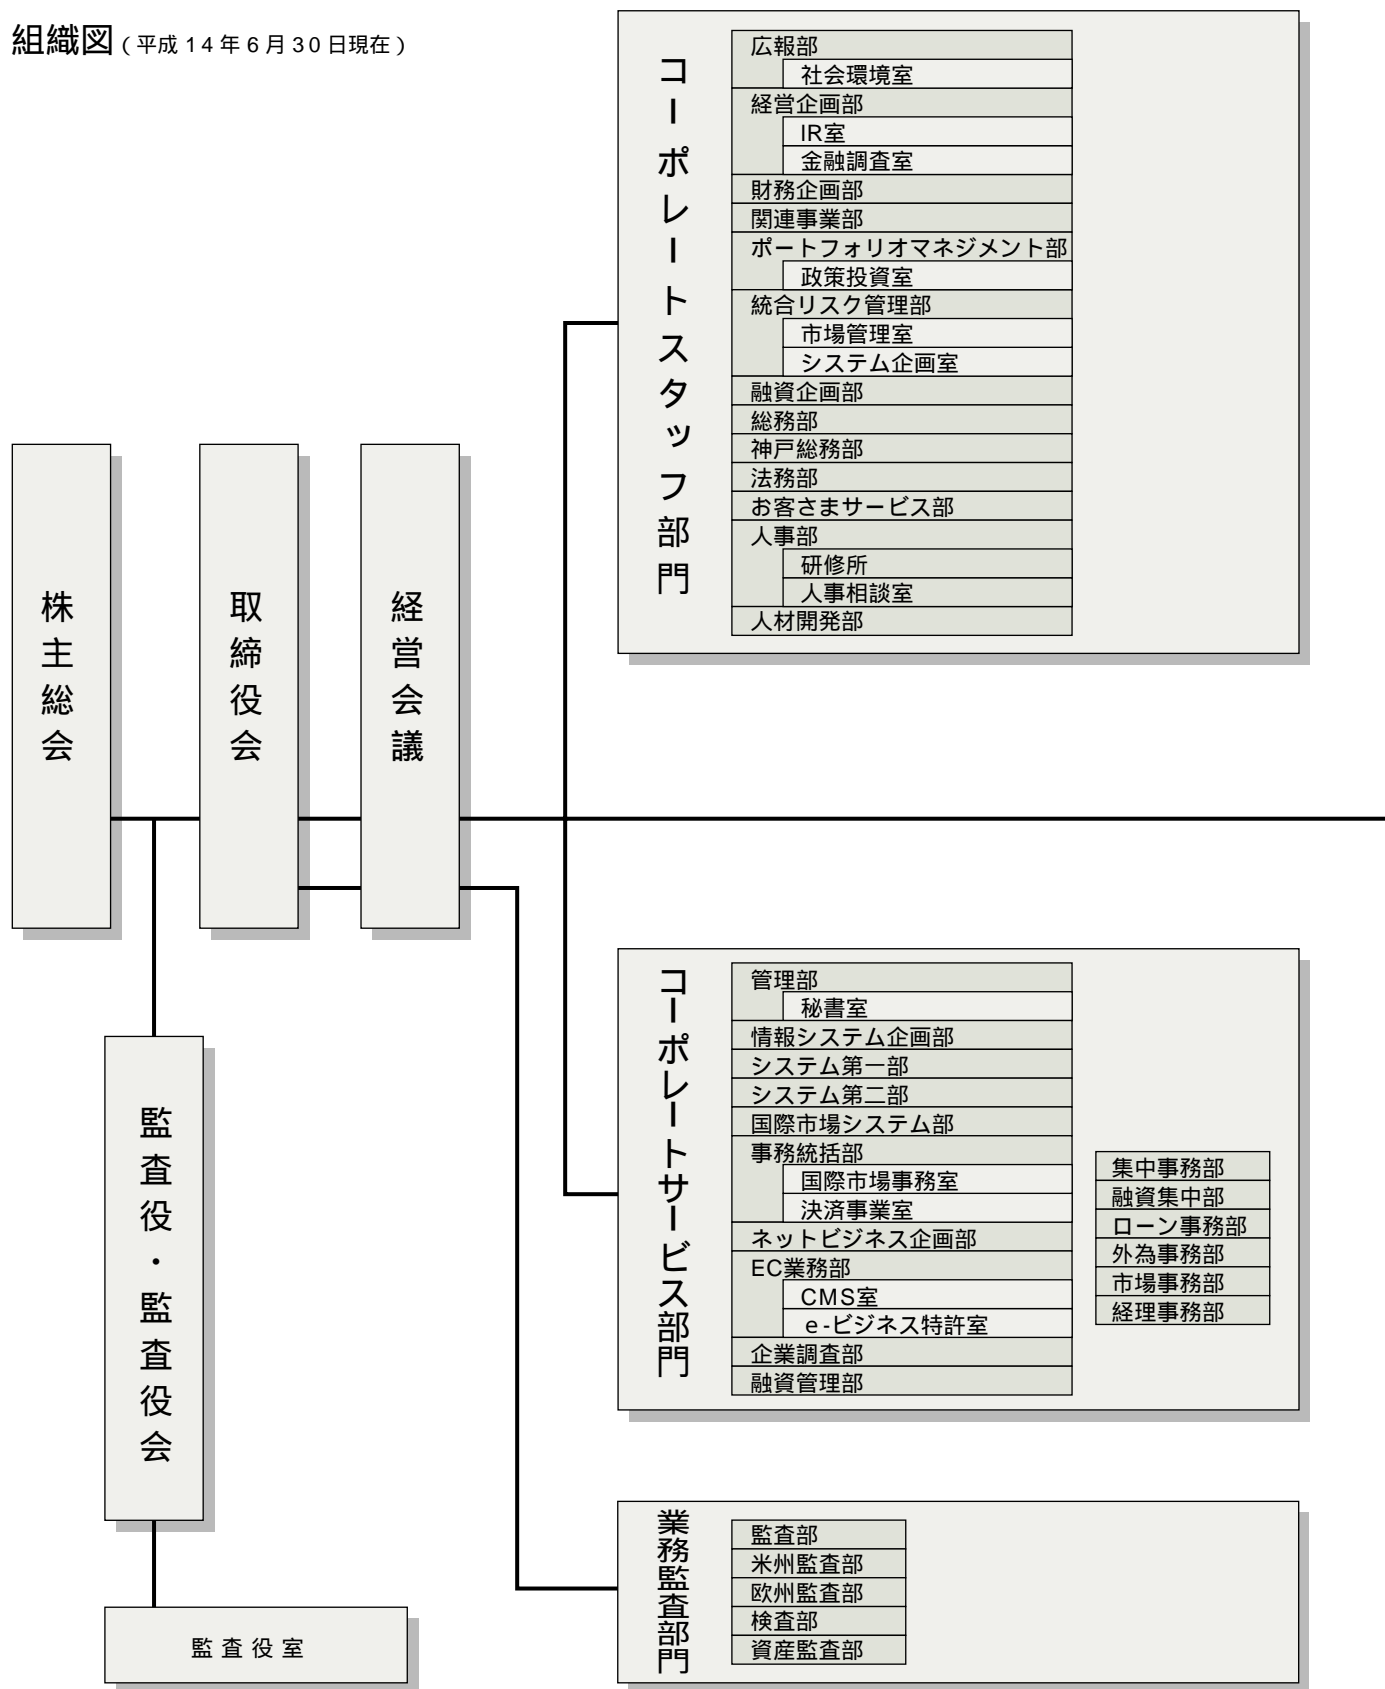 組織図(平成14年6月30日現在)
株主総会
取締役会
経営会議
監査役・監査役会
監査役室
コーポレートスタッフ部門
広報部
社会環境室
経営企画部
IR室
金融調査室
財務企画部
関連事業部
ポートフォリオマネジメント部
政策投資室
統合リスク管理部
市場管理室
システム企画室
融資企画部
総務部
神戸総務部
法務部
お客さまサービス部
人事部
研修所
人事相談室
人材開発部
コーポレートサービス部門
管理部
秘書室
情報システム企画部
システム第一部
システム第二部
国際市場システム部
事務統括部
国際市場事務室
決済事業室
ネットビジネス企画部
EC業務部
CMS室
e-ビジネス特許室
企業調査部
融資管理部
集中事務部
融資集中部
ローン事務部
外為事務部
市場事務部
経理事務部
業務監査部門
監査部
米州監査部
欧州監査部
検査部
資産監査部